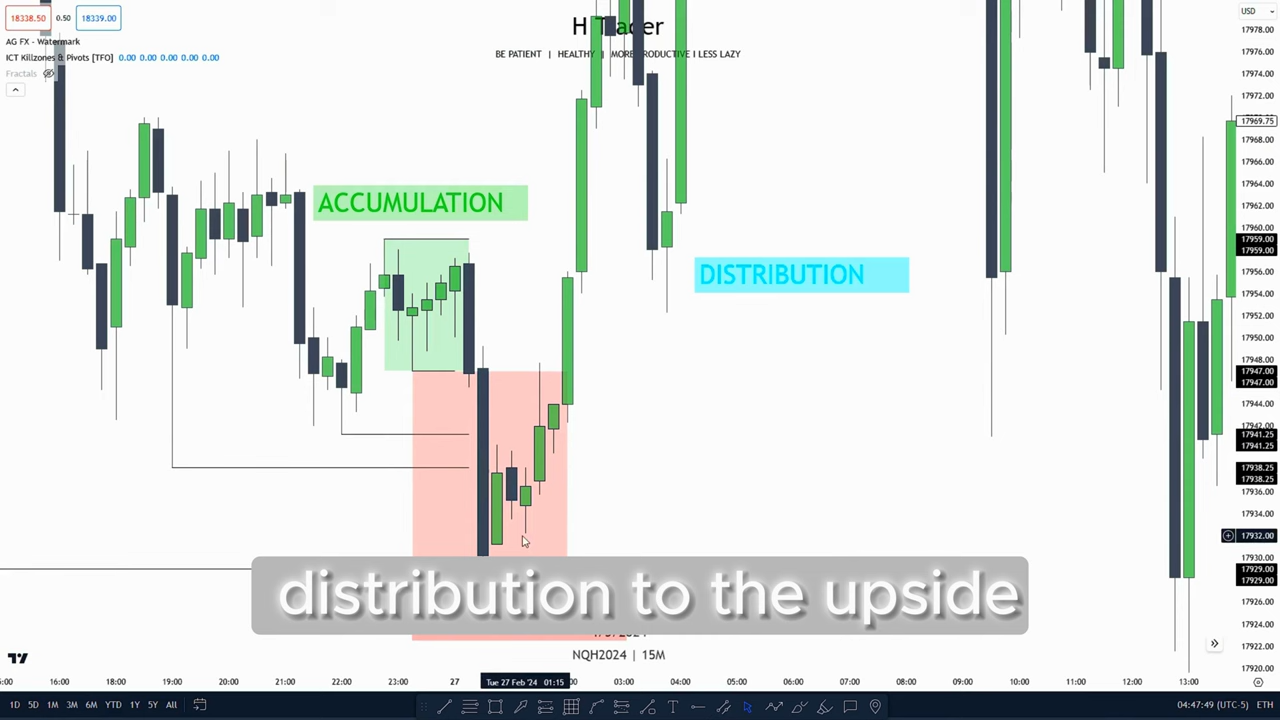 18338.50 0.50 18339.00
H Trader
USD
AG FX - Watermark
BE PATIENT | HEALTHY | MORE PRODUCTIVE I LESS LAZY
ICT Killzones & Pivots [TFO] 0.00 0.00 0.00 0.00 0.00
Fractals
17978.00
17976.00
17974.00
17972.00
17969.75
17968.00
17966.00
17964.00
17962.00
17960.00
17959.00
17959.00
17956.00
17954.00
17952.00
17950.00
17948.00
17947.00
17947.00
17944.00
17942.00
17941.25
17941.25
17938.25
17938.25
17936.00
17934.00
17932.00
17930.00
17929.00
17929.00
17926.00
17924.00
17922.00
17920.00
ACCUMULATION
DISTRIBUTION
distribution to the upside
NQH2024 | 15M
5:00 18:00 19:00 20:00 21:00 22:00 23:00 27 Tue 27 Feb '24 01:15 03:00 04:00 06:00 07:00 08:00 09:00 10:00 11:00 12:00 13:00
1D 5D 1M 3M 6M YTD 1Y 5Y All
04:47:49 (UTC-5) ETH